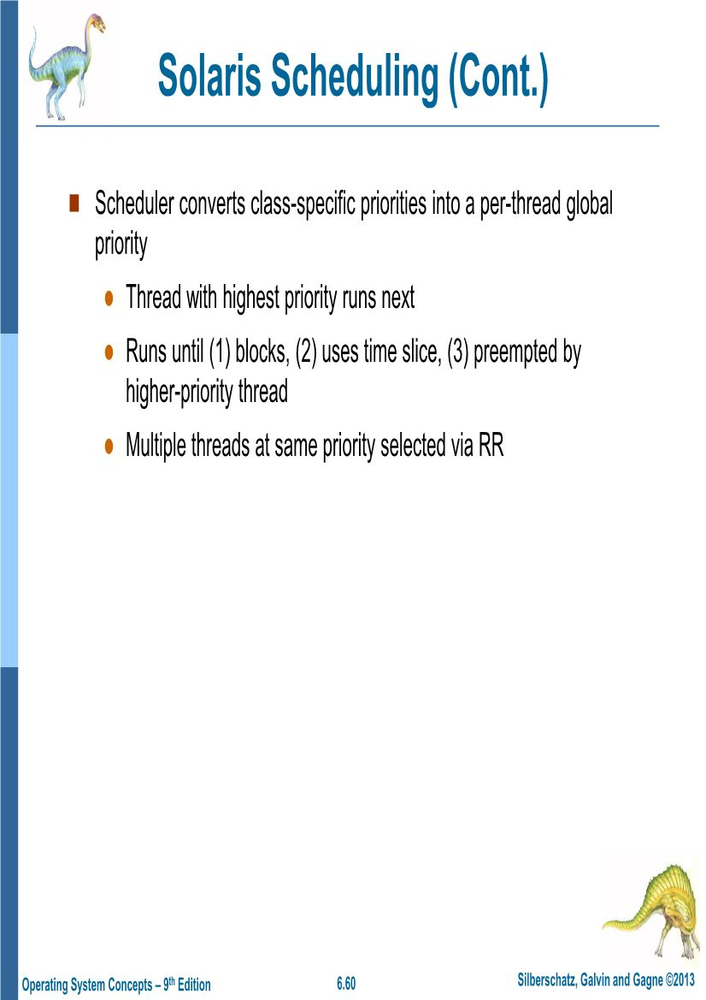 Solaris Scheduling (Cont.)
Scheduler converts class-specific priorities into a per-thread global
priority
Thread with highest priority runs next
Runs until (1) blocks, (2) uses time slice, (3) preempted by
higher-priority thread
Multiple threads at same priority selected via RR
Operating System Concepts – 9th Edition
6.60
Silberschatz, Galvin and Gagne ©2013